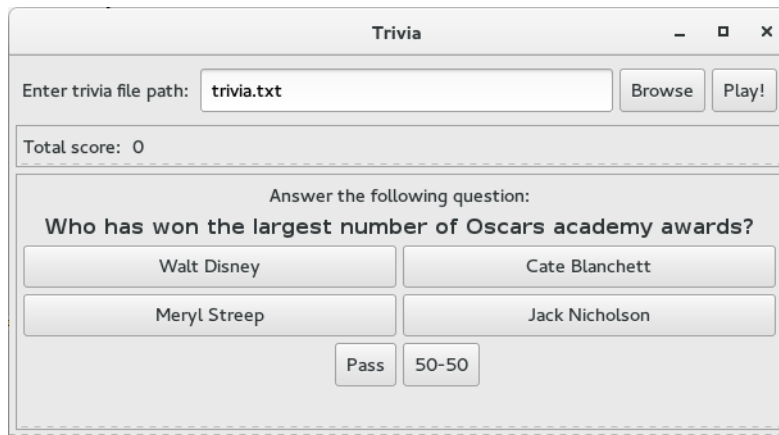 Trivia
Enter trivia file path: trivia.txt Browse Play!
Total score: 0
Answer the following question:
Who has won the largest number of Oscars academy awards?
Walt Disney Cate Blanchett
Meryl Streep Jack Nicholson
Pass 50-50